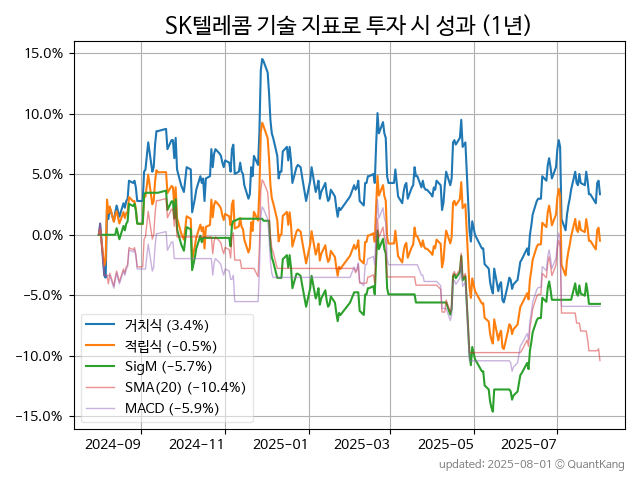 SK텔레콤 기술 지표로 투자 시 성과 (1년)
15.0%
10.0%
5.0%
0.0%
−5.0%
−10.0%
−15.0%
거치식 (3.4%)
적립식 (−0.5%)
SigM (−5.7%)
SMA(20) (−10.4%)
MACD (−5.9%)
2024-09 2024-11 2025-01 2025-03 2025-05 2025-07
updated: 2025-08-01 © QuantKang